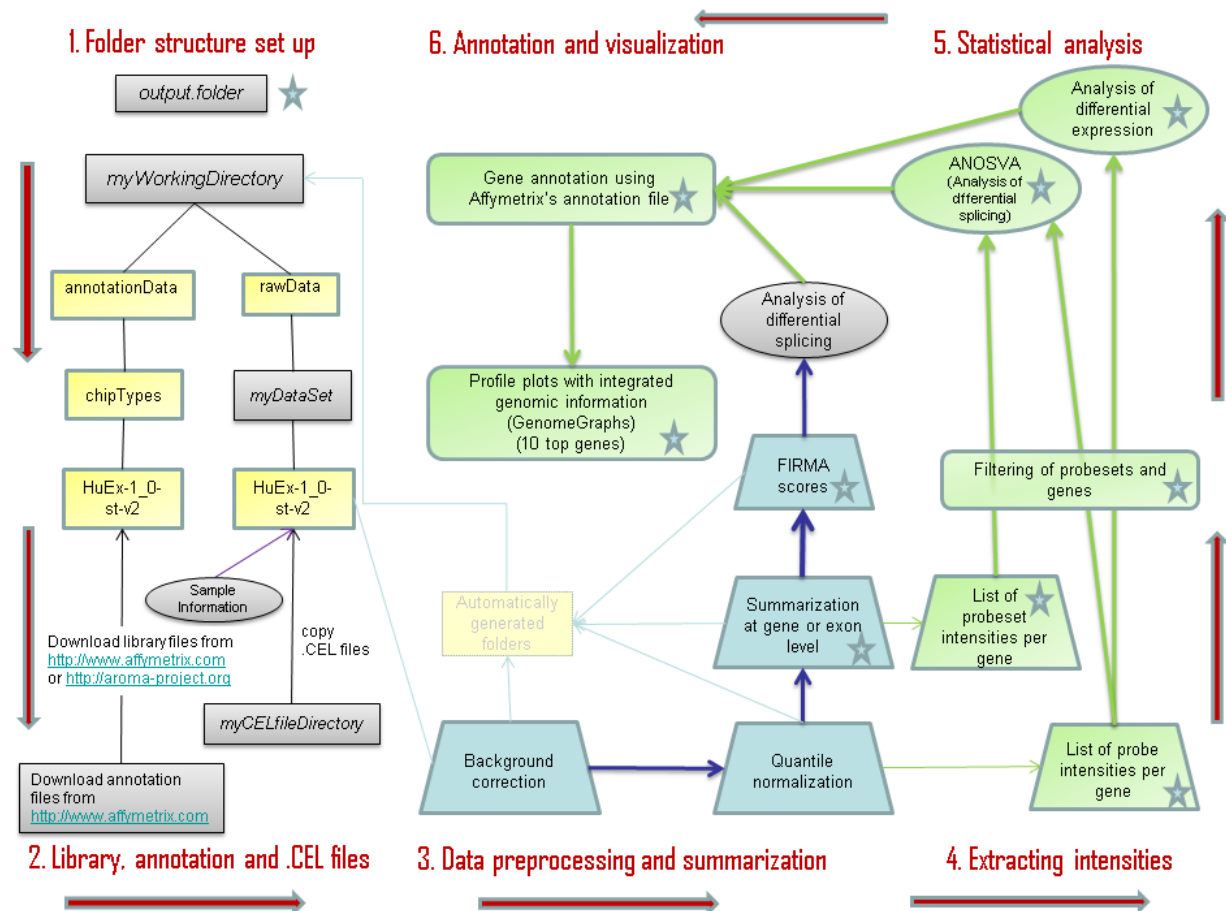 1. Folder structure set up
6. Annotation and visualization
5. Statistical analysis
output.folder
myWorkingDirectory
annotationData
rawData
chipTypes
myDataSet
HuEx-1_0-
st-v2
HuEx-1_0-
st-v2
Sample
Information
Download library files from
http://www.affymetrix.com
or http://aroma-project.org
copy
.CEL files
myCELfileDirectory
Download annotation
files from
http://www.affymetrix.com
Gene annotation using
Affymetrix's annotation file
Profile plots with integrated
genomic information
(GenomeGraphs)
(10 top genes)
Analysis of
differential
expression
ANOSVA
(Analysis of
dffferential
splicing)
Analysis of
differential
splicing
FIRMA
scores
Filtering of probesets and
genes
Automatically
generated
folders
Summarization
at gene or exon
level
List of
probeset
intensities per
gene
Background
correction
Quantile
normalization
List of probe
intensities per
gene
2. Library, annotation and .CEL files
3. Data preprocessing and summarization
4. Extracting intensities